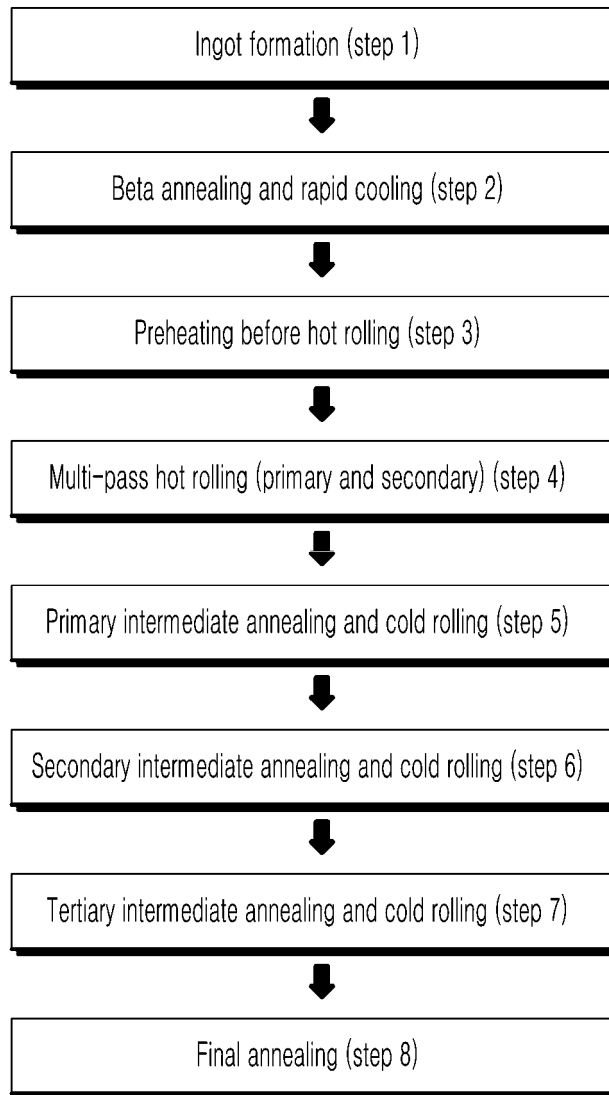 Ingot formation (step 1)
Beta annealing and rapid cooling (step 2)
Preheating before hot rolling (step 3)
Multi-pass hot rolling (primary and secondary) (step 4)
Primary intermediate annealing and cold rolling (step 5)
Secondary intermediate annealing and cold rolling (step 6)
Tertiary intermediate annealing and cold rolling (step 7)
Final annealing (step 8)